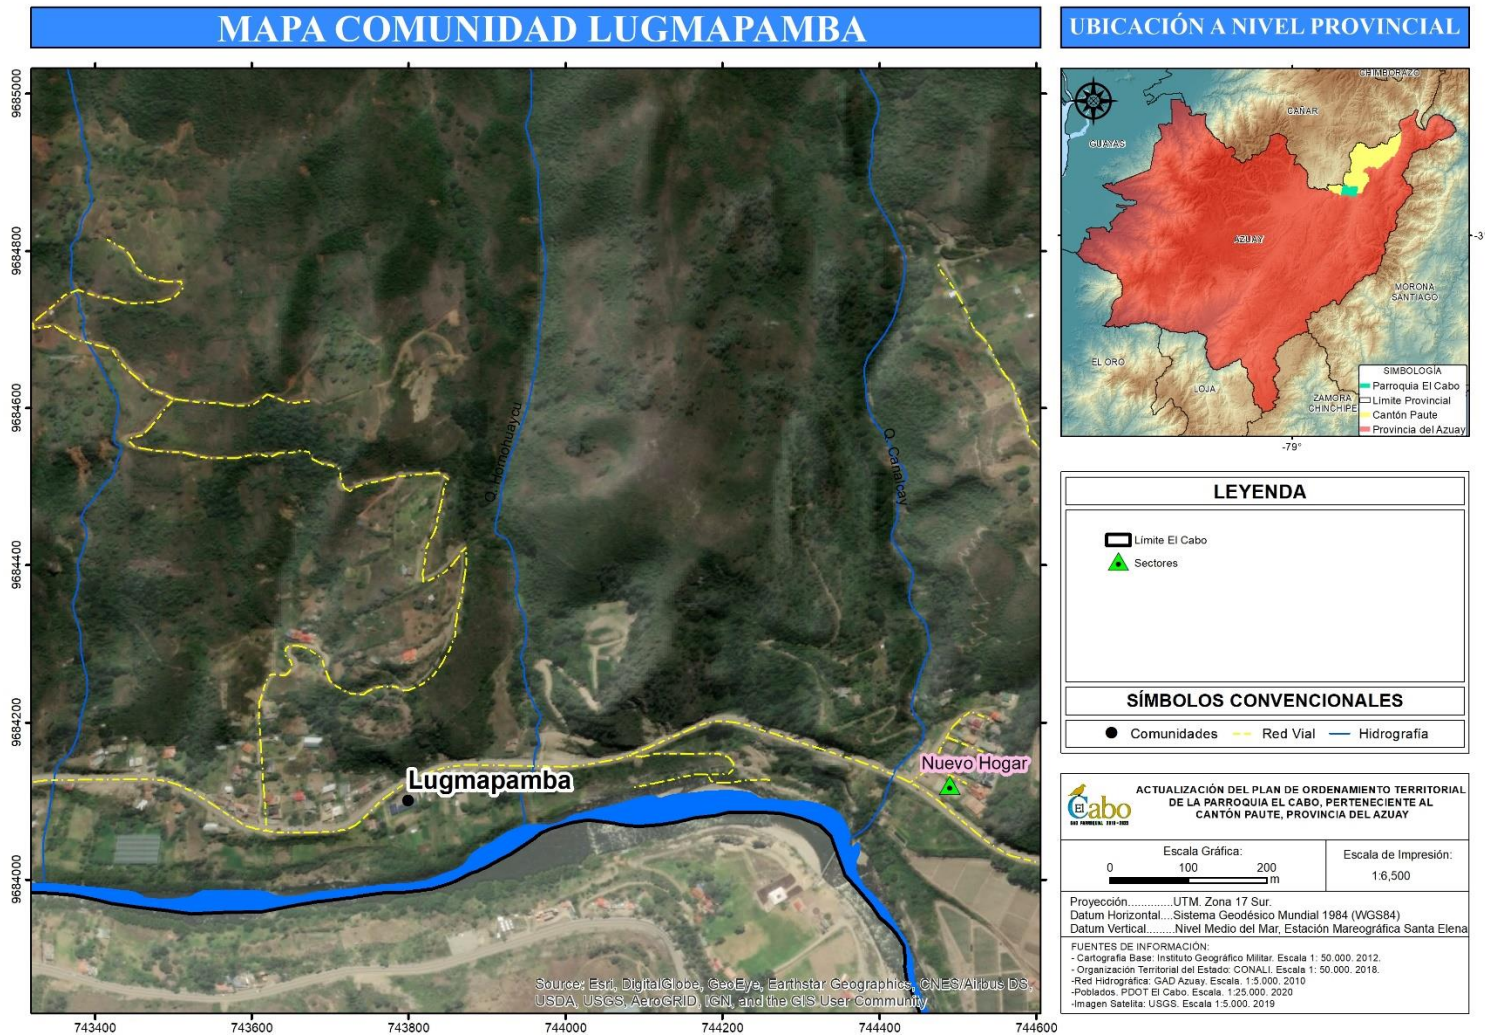 MAPA COMUNIDAD LUGMAPAMBA
9685000
9684800
9684600
9684400
9684200
9684000
Q. Homohuaycu
Q. Canalcay
Nuevo Hogar
Lugmapamba
Source: Esri, DigitalGlobe, GeoEye, Earthstar Geographics, CNES/Airbus DS,
USDA, USGS, AeroGRID, IGN, and the GIS User Community
743400
743600
743800
744000
744200
744400
744600
UBICACIÓN A NIVEL PROVINCIAL
CHIMBORAZO
CAÑAR
GUAYAS
AZUAY
MORONA
SANTIAGO
EL ORO
LOJA
ZAMORA
CHINCHIPE
-3°
-79°
SIMBOLOGÍA
Parroquia El Cabo
Límite Provincial
Cantón Paute
Provincia del Azuay
LEYENDA
Límite El Cabo
Sectores
SÍMBOLOS CONVENCIONALES
Comunidades
Red Vial
Hidrografía
El Cabo
GAD PARROQUIAL 2019-2023
ACTUALIZACIÓN DEL PLAN DE ORDENAMIENTO TERRITORIAL
DE LA PARROQUIA EL CABO, PERTENECIENTE AL
CANTÓN PAUTE, PROVINCIA DEL AZUAY
Escala Gráfica:
0 100 200
m
Escala de Impresión:
1:6,500
Proyección.............UTM. Zona 17 Sur.
Datum Horizontal....Sistema Geodésico Mundial 1984 (WGS84)
Datum Vertical.........Nivel Medio del Mar, Estación Mareográfica Santa Elena
FUENTES DE INFORMACIÓN:
- Cartografía Base: Instituto Geográfico Militar. Escala 1: 50.000. 2012.
- Organización Territorial del Estado: CONALI. Escala 1: 50.000. 2018.
-Red Hidrográfica: GAD Azuay. Escala. 1:5.000. 2010
-Poblados. PDOT El Cabo. Escala. 1:25.000. 2020
-Imagen Satelita: USGS. Escala 1:5.000. 2019